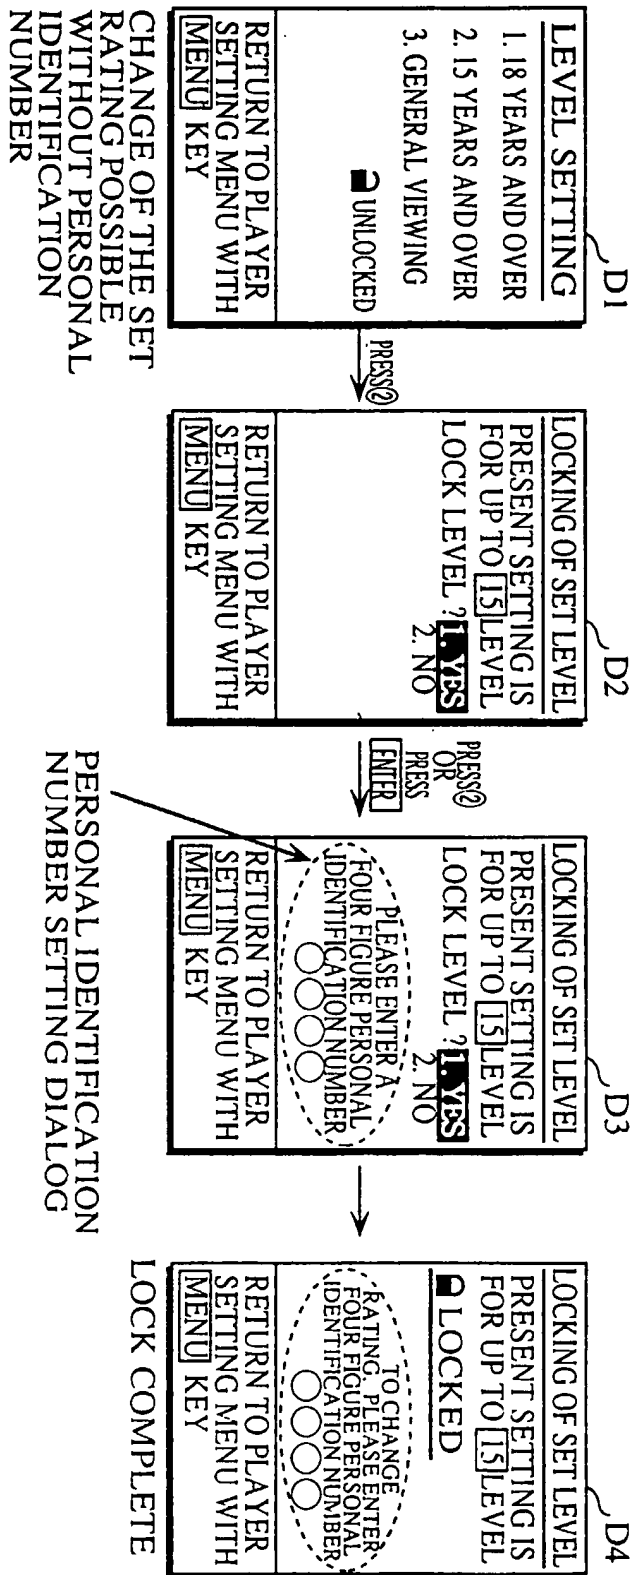 D1
LEVEL SETTING
1. 18 YEARS AND OVER
2. 15 YEARS AND OVER
3. GENERAL VIEWING
UNLOCKED
RETURN TO PLAYER
SETTING MENU WITH
MENU KEY
CHANGE OF THE SET
RATING POSSIBLE
WITHOUT PERSONAL
IDENTIFICATION
NUMBER
PRESS②
D2
LOCKING OF SET LEVEL
PRESENT SETTING IS
FOR UP TO 15 LEVEL
LOCK LEVEL ? 1. YES
2. NO
RETURN TO PLAYER
SETTING MENU WITH
MENU KEY
PRESS②
OR
PRESS
ENTER
D3
LOCKING OF SET LEVEL
PRESENT SETTING IS
FOR UP TO 15 LEVEL
LOCK LEVEL ? 1. YES
2. NO
PLEASE ENTER A
FOUR FIGURE PERSONAL
IDENTIFICATION NUMBER
RETURN TO PLAYER
SETTING MENU WITH
MENU KEY
PERSONAL IDENTIFICATION
NUMBER SETTING DIALOG
D4
LOCKING OF SET LEVEL
PRESENT SETTING IS
FOR UP TO 15 LEVEL
LOCKED
TO CHANGE
RATING, PLEASE ENTER
FOUR FIGURE PERSONAL
IDENTIFICATION NUMBER
RETURN TO PLAYER
SETTING MENU WITH
MENU KEY
LOCK COMPLETE